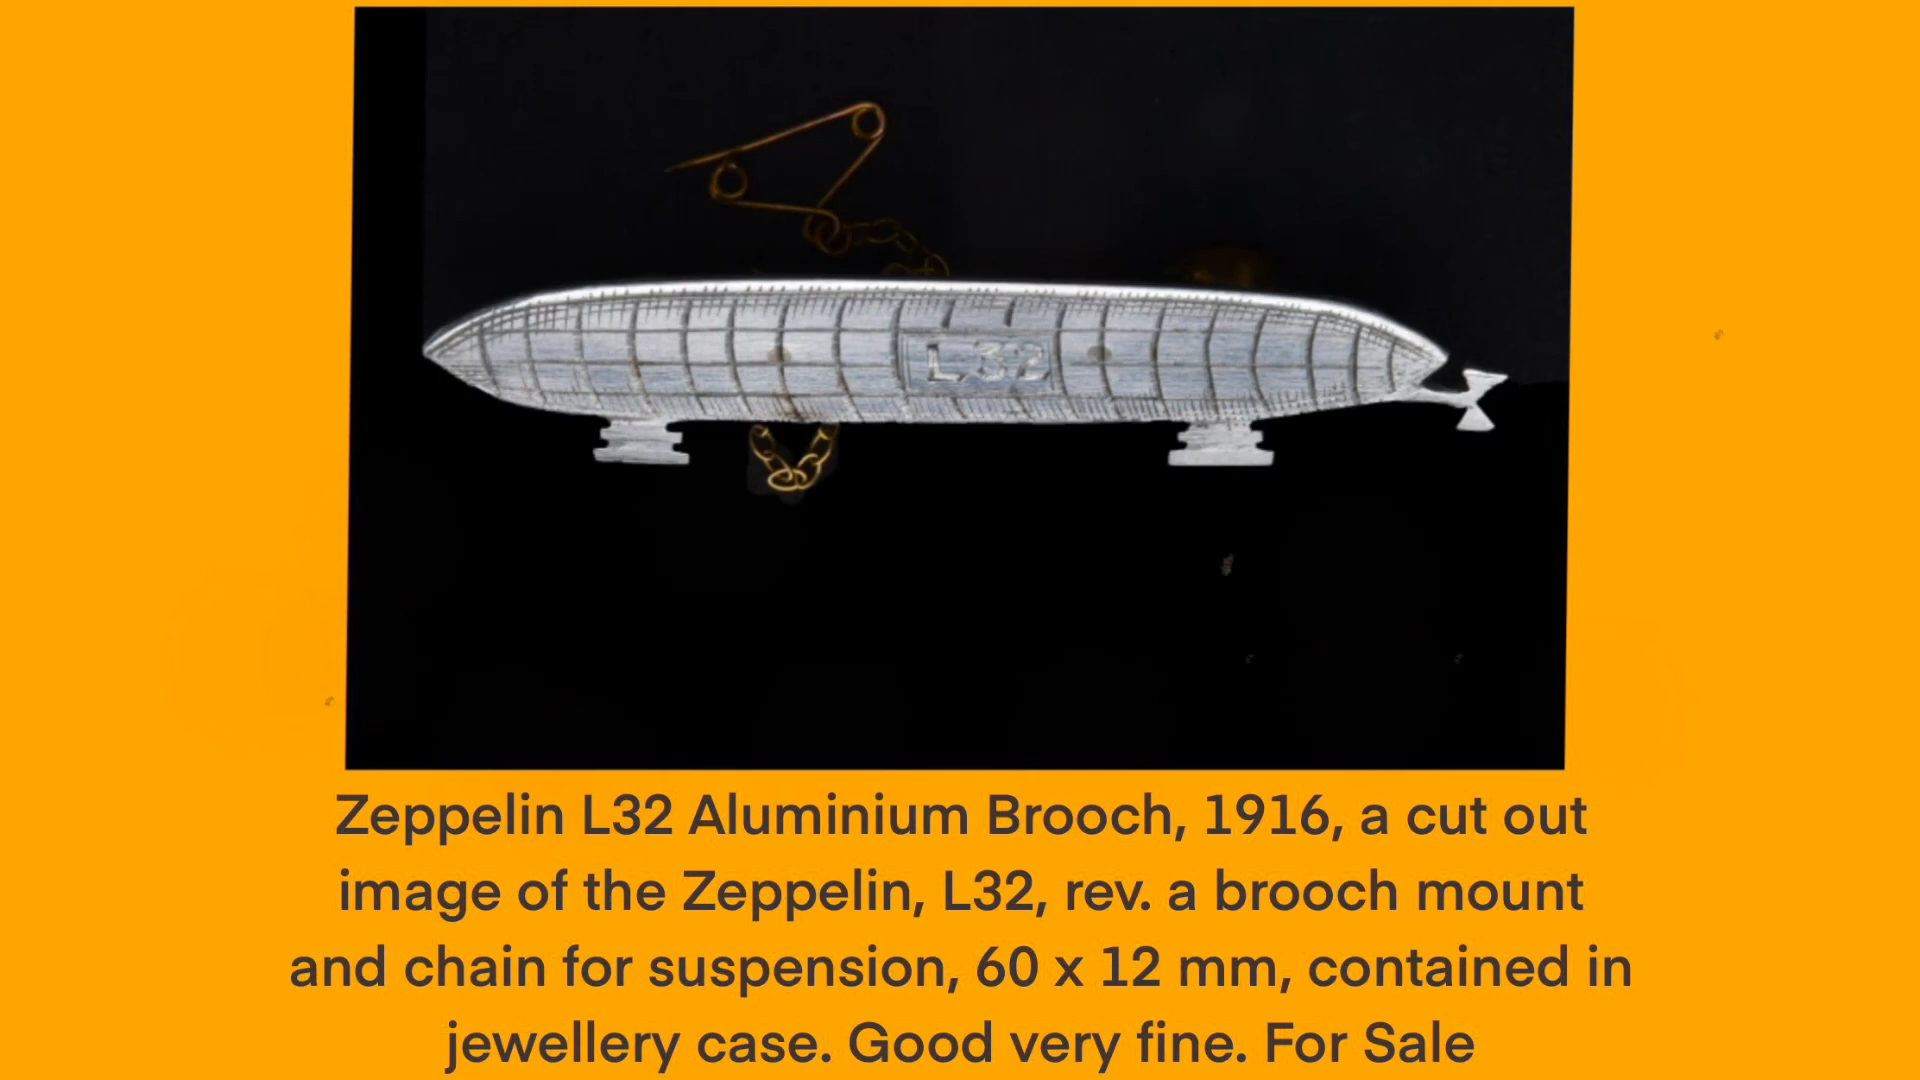 L32
Zeppelin L32 Aluminium Brooch, 1916, a cut out
image of the Zeppelin, L32, rev. a brooch mount
and chain for suspension, 60 x 12 mm, contained in
jewellery case. Good very fine. For Sale